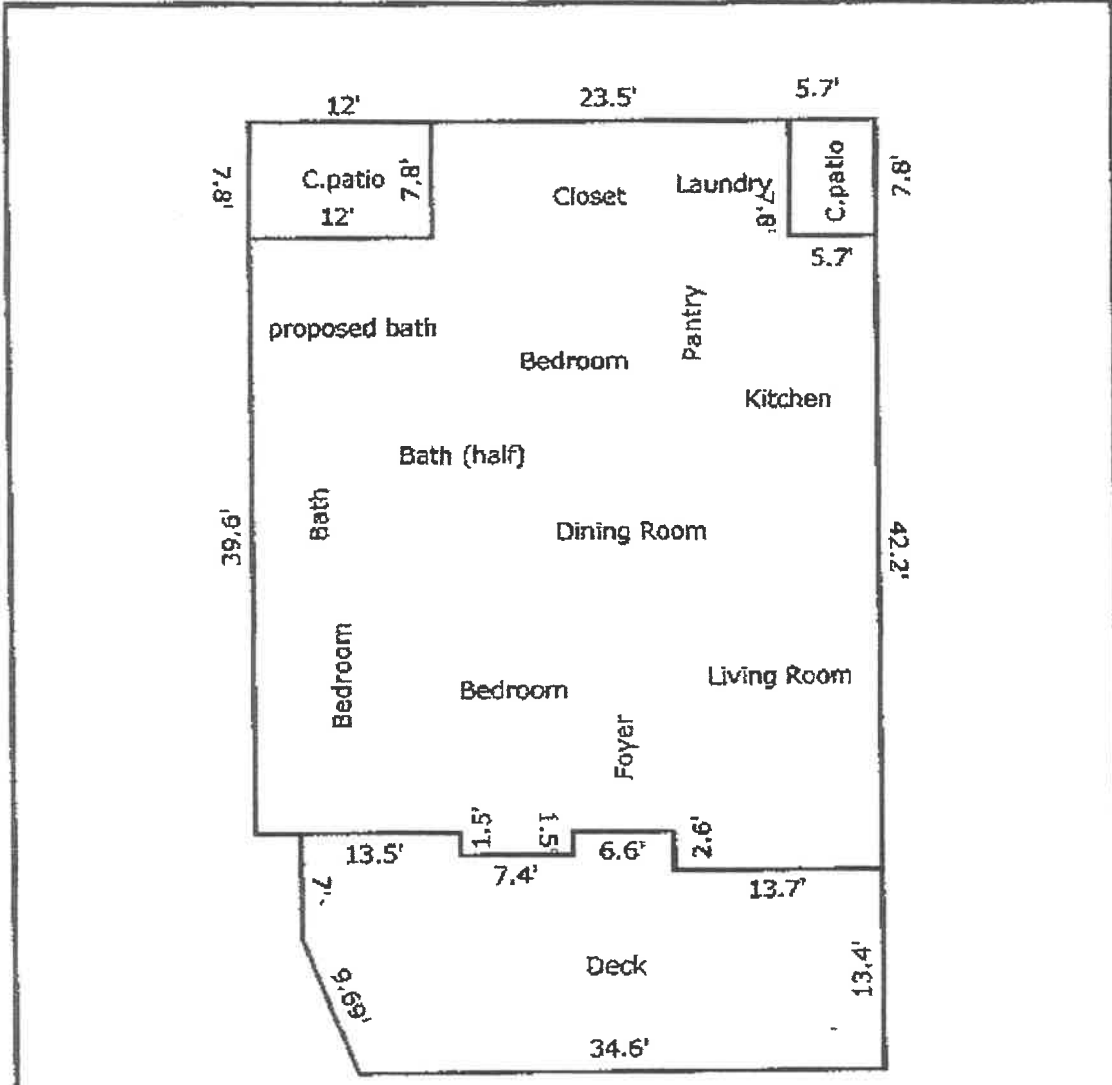 12'
23.5'
5.7'
7.8'
C.patio
7.8'
Closet
Laundry
7.8'
C.patio
7.8'
12'
5.7'
proposed bath
Bedroom
Pantry
Kitchen
Bath (half)
Bath
Dining Room
39.6'
42.2'
Bedroom
Bedroom
Living Room
Foyer
13.5'
1.5'
7.4'
1.5'
6.6'
2.6'
13.7'
7'
Deck
13.4'
9.69'
34.6'